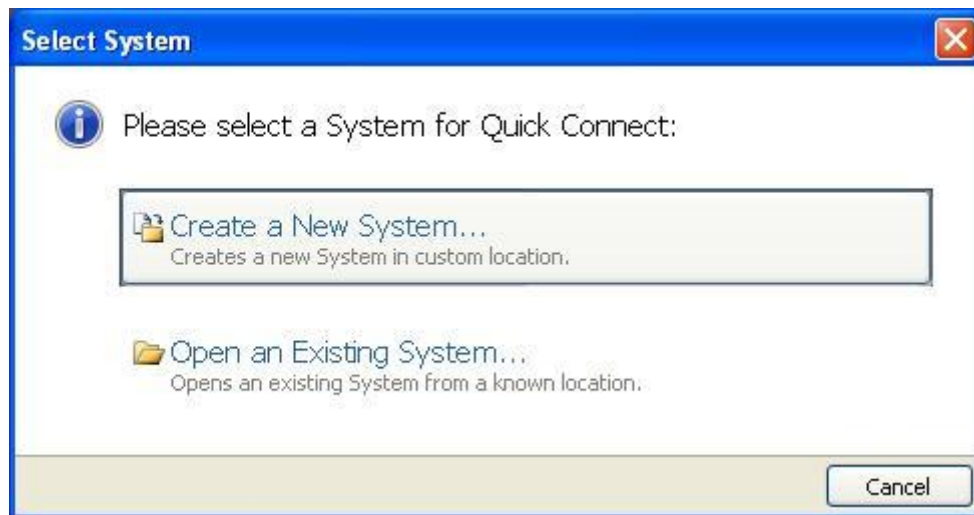 Select System
Please select a System for Quick Connect:
Create a New System...
Creates a new System in custom location.
Open an Existing System...
Opens an existing System from a known location.
Cancel